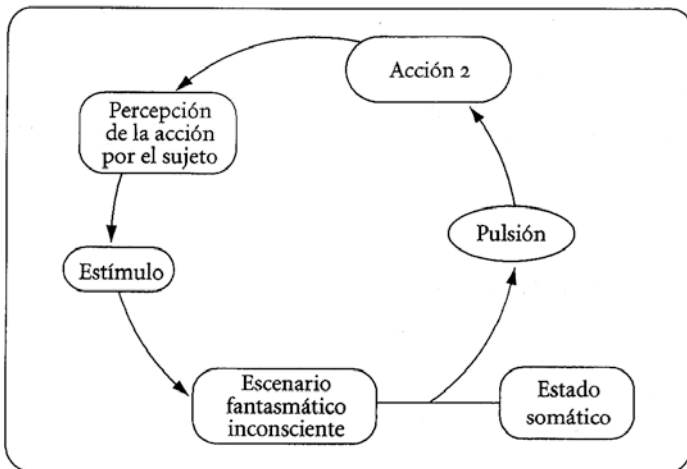 Acción 2
Percepción
de la acción
por el sujeto
Pulsión
Estímulo
Escenario
fantasmático
inconsciente
Estado
somático